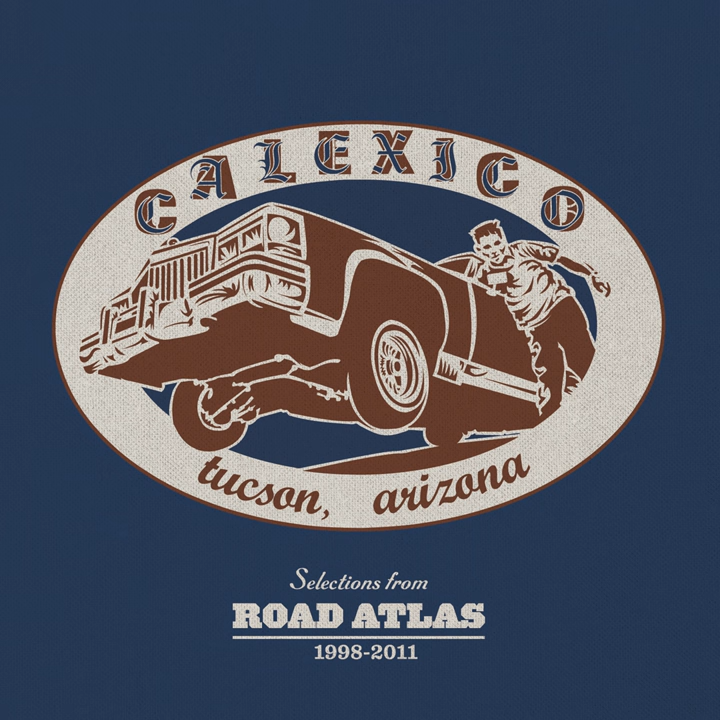 CALEXICO
tucson, arizona
Selections from
ROAD ATLAS
1998-2011